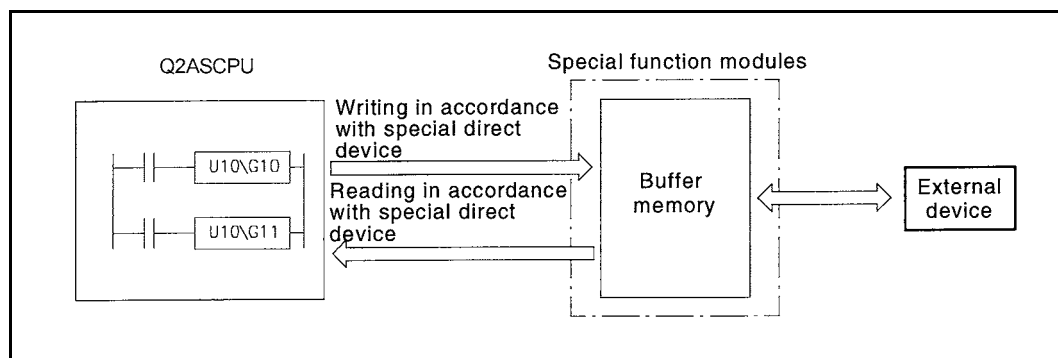 Q2ASCPU
U10\G10
U10\G11
Writing in accordance
with special direct
device
Reading in accordance
with special direct
device
Special function modules
Buffer
memory
External
device